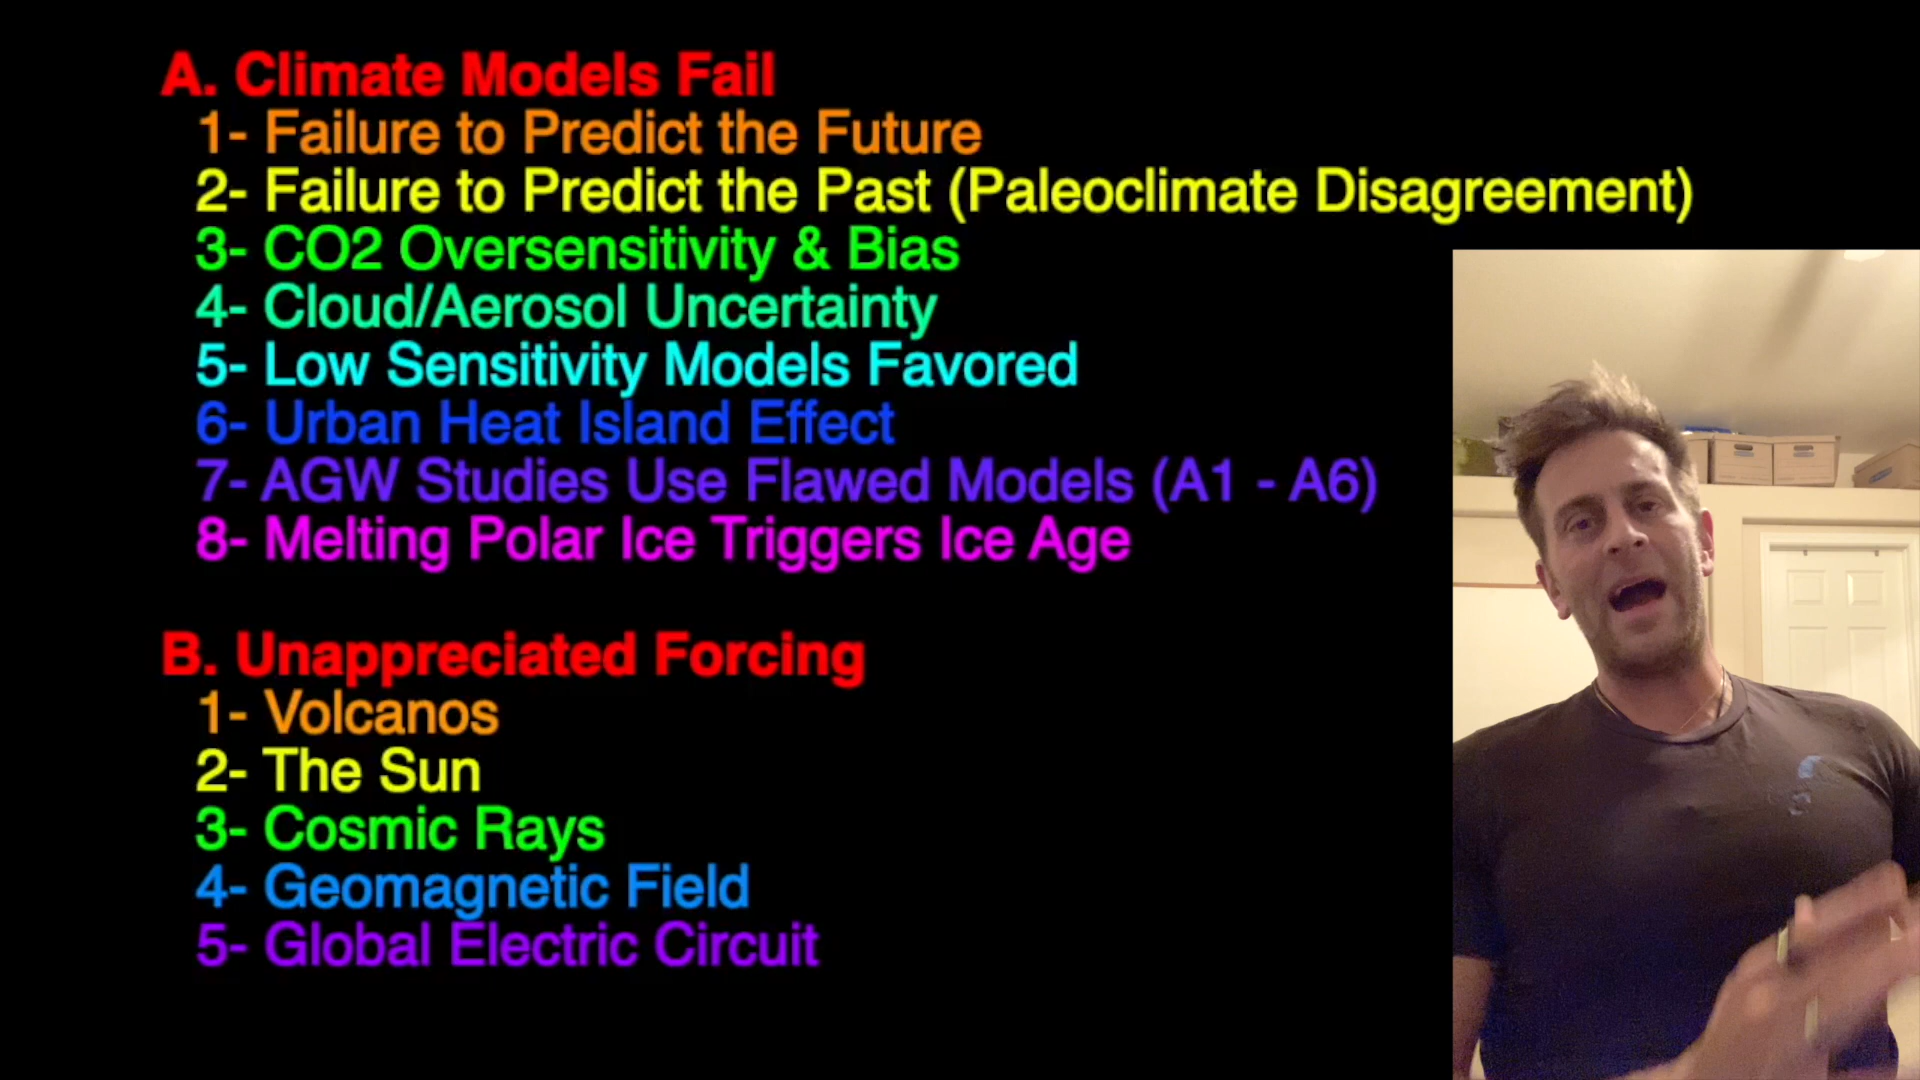 A. Climate Models Fail
1- Failure to Predict the Future
2- Failure to Predict the Past (Paleoclimate Disagreement)
3- CO2 Oversensitivity & Bias
4- Cloud/Aerosol Uncertainty
5- Low Sensitivity Models Favored
6- Urban Heat Island Effect
7- AGW Studies Use Flawed Models (A1 - A6)
8- Melting Polar Ice Triggers Ice Age
B. Unappreciated Forcing
1- Volcanos
2- The Sun
3- Cosmic Rays
4- Geomagnetic Field
5- Global Electric Circuit